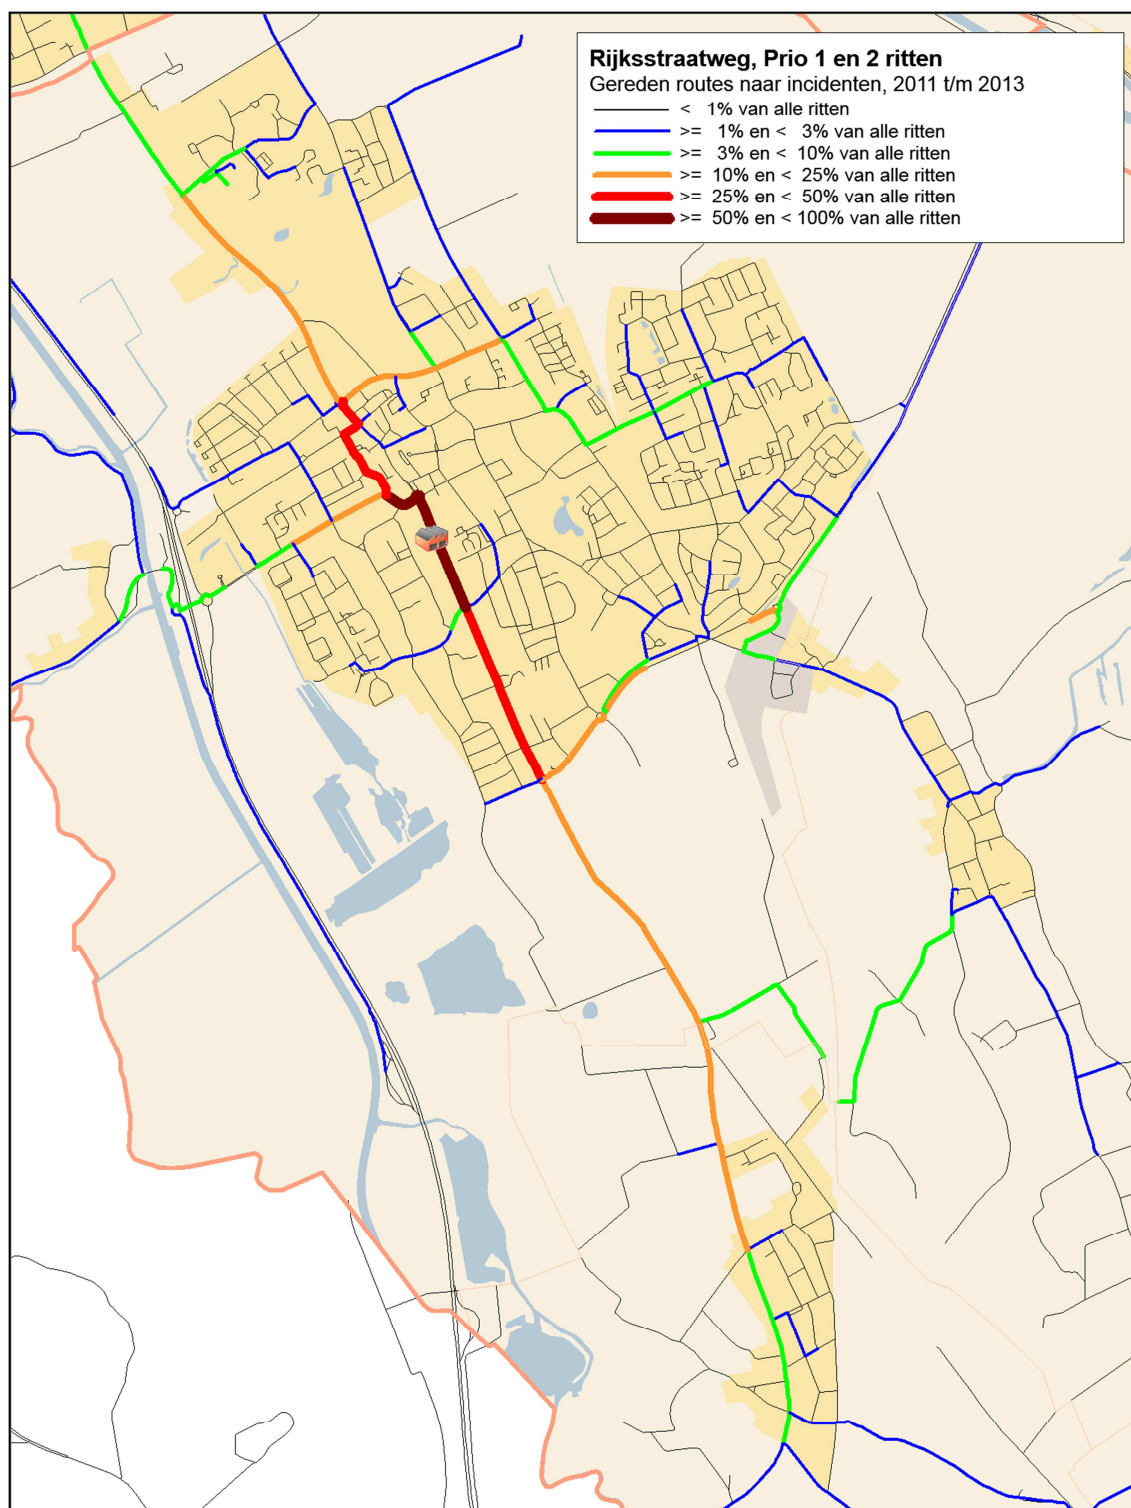 Rijksstraatweg, Prio 1 en 2 ritten
Gereden routes naar incidenten, 2011 t/m 2013
< 1% van alle ritten
>= 1% en < 3% van alle ritten
>= 3% en < 10% van alle ritten
>= 10% en < 25% van alle ritten
>= 25% en < 50% van alle ritten
>= 50% en < 100% van alle ritten